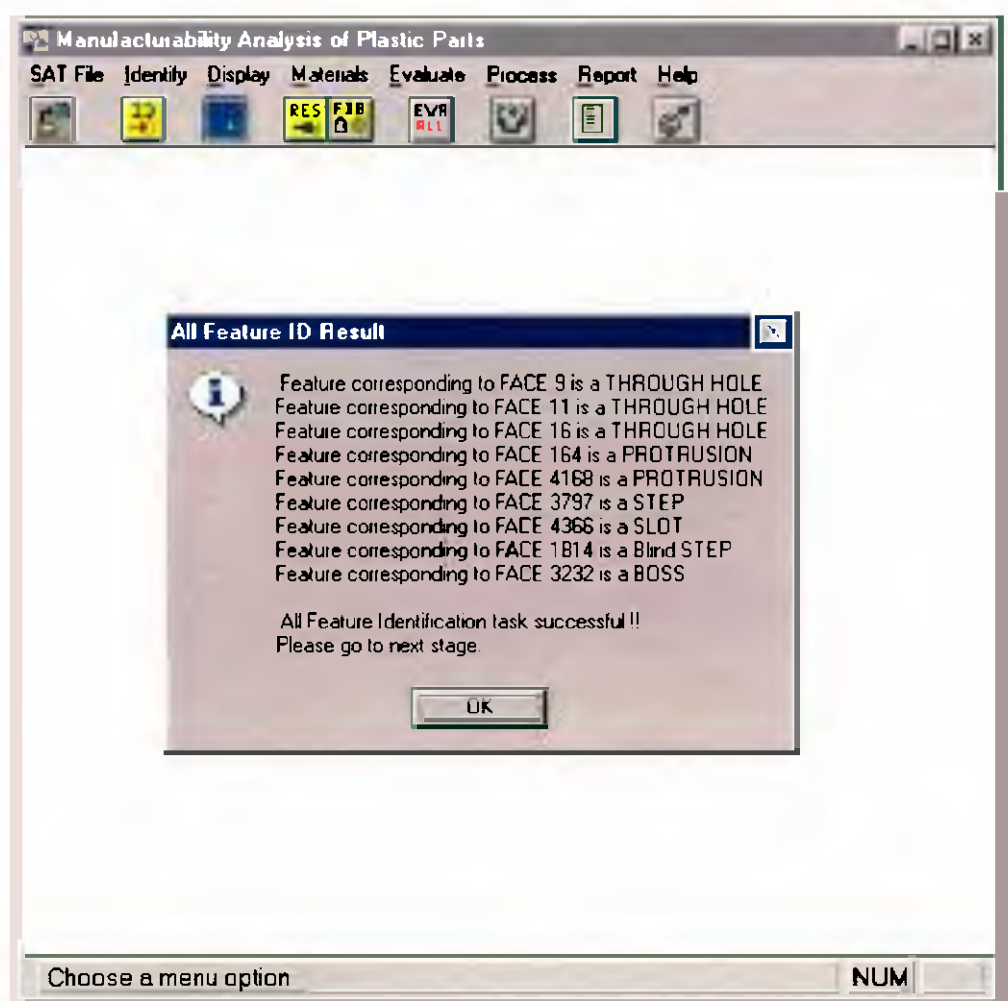 Manufacturability Analysis of Plastic Parts
SAT File Identify Display Materials Evaluate Process Report Help
RES FIB EVA
ALL
All Feature ID Result
Feature corresponding to FACE 9 is a THROUGH HOLE
Feature corresponding to FACE 11 is a THROUGH HOLE
Feature corresponding to FACE 16 is a THROUGH HOLE
Feature corresponding to FACE 164 is a PROTRUSION
Feature corresponding to FACE 4168 is a PROTRUSION
Feature corresponding to FACE 3797 is a STEP
Feature corresponding to FACE 4366 is a SLOT
Feature corresponding to FACE 1814 is a Blind STEP
Feature corresponding to FACE 3232 is a BOSS
All Feature Identification task successful !!
Please go to next stage.
OK
Choose a menu option NUM